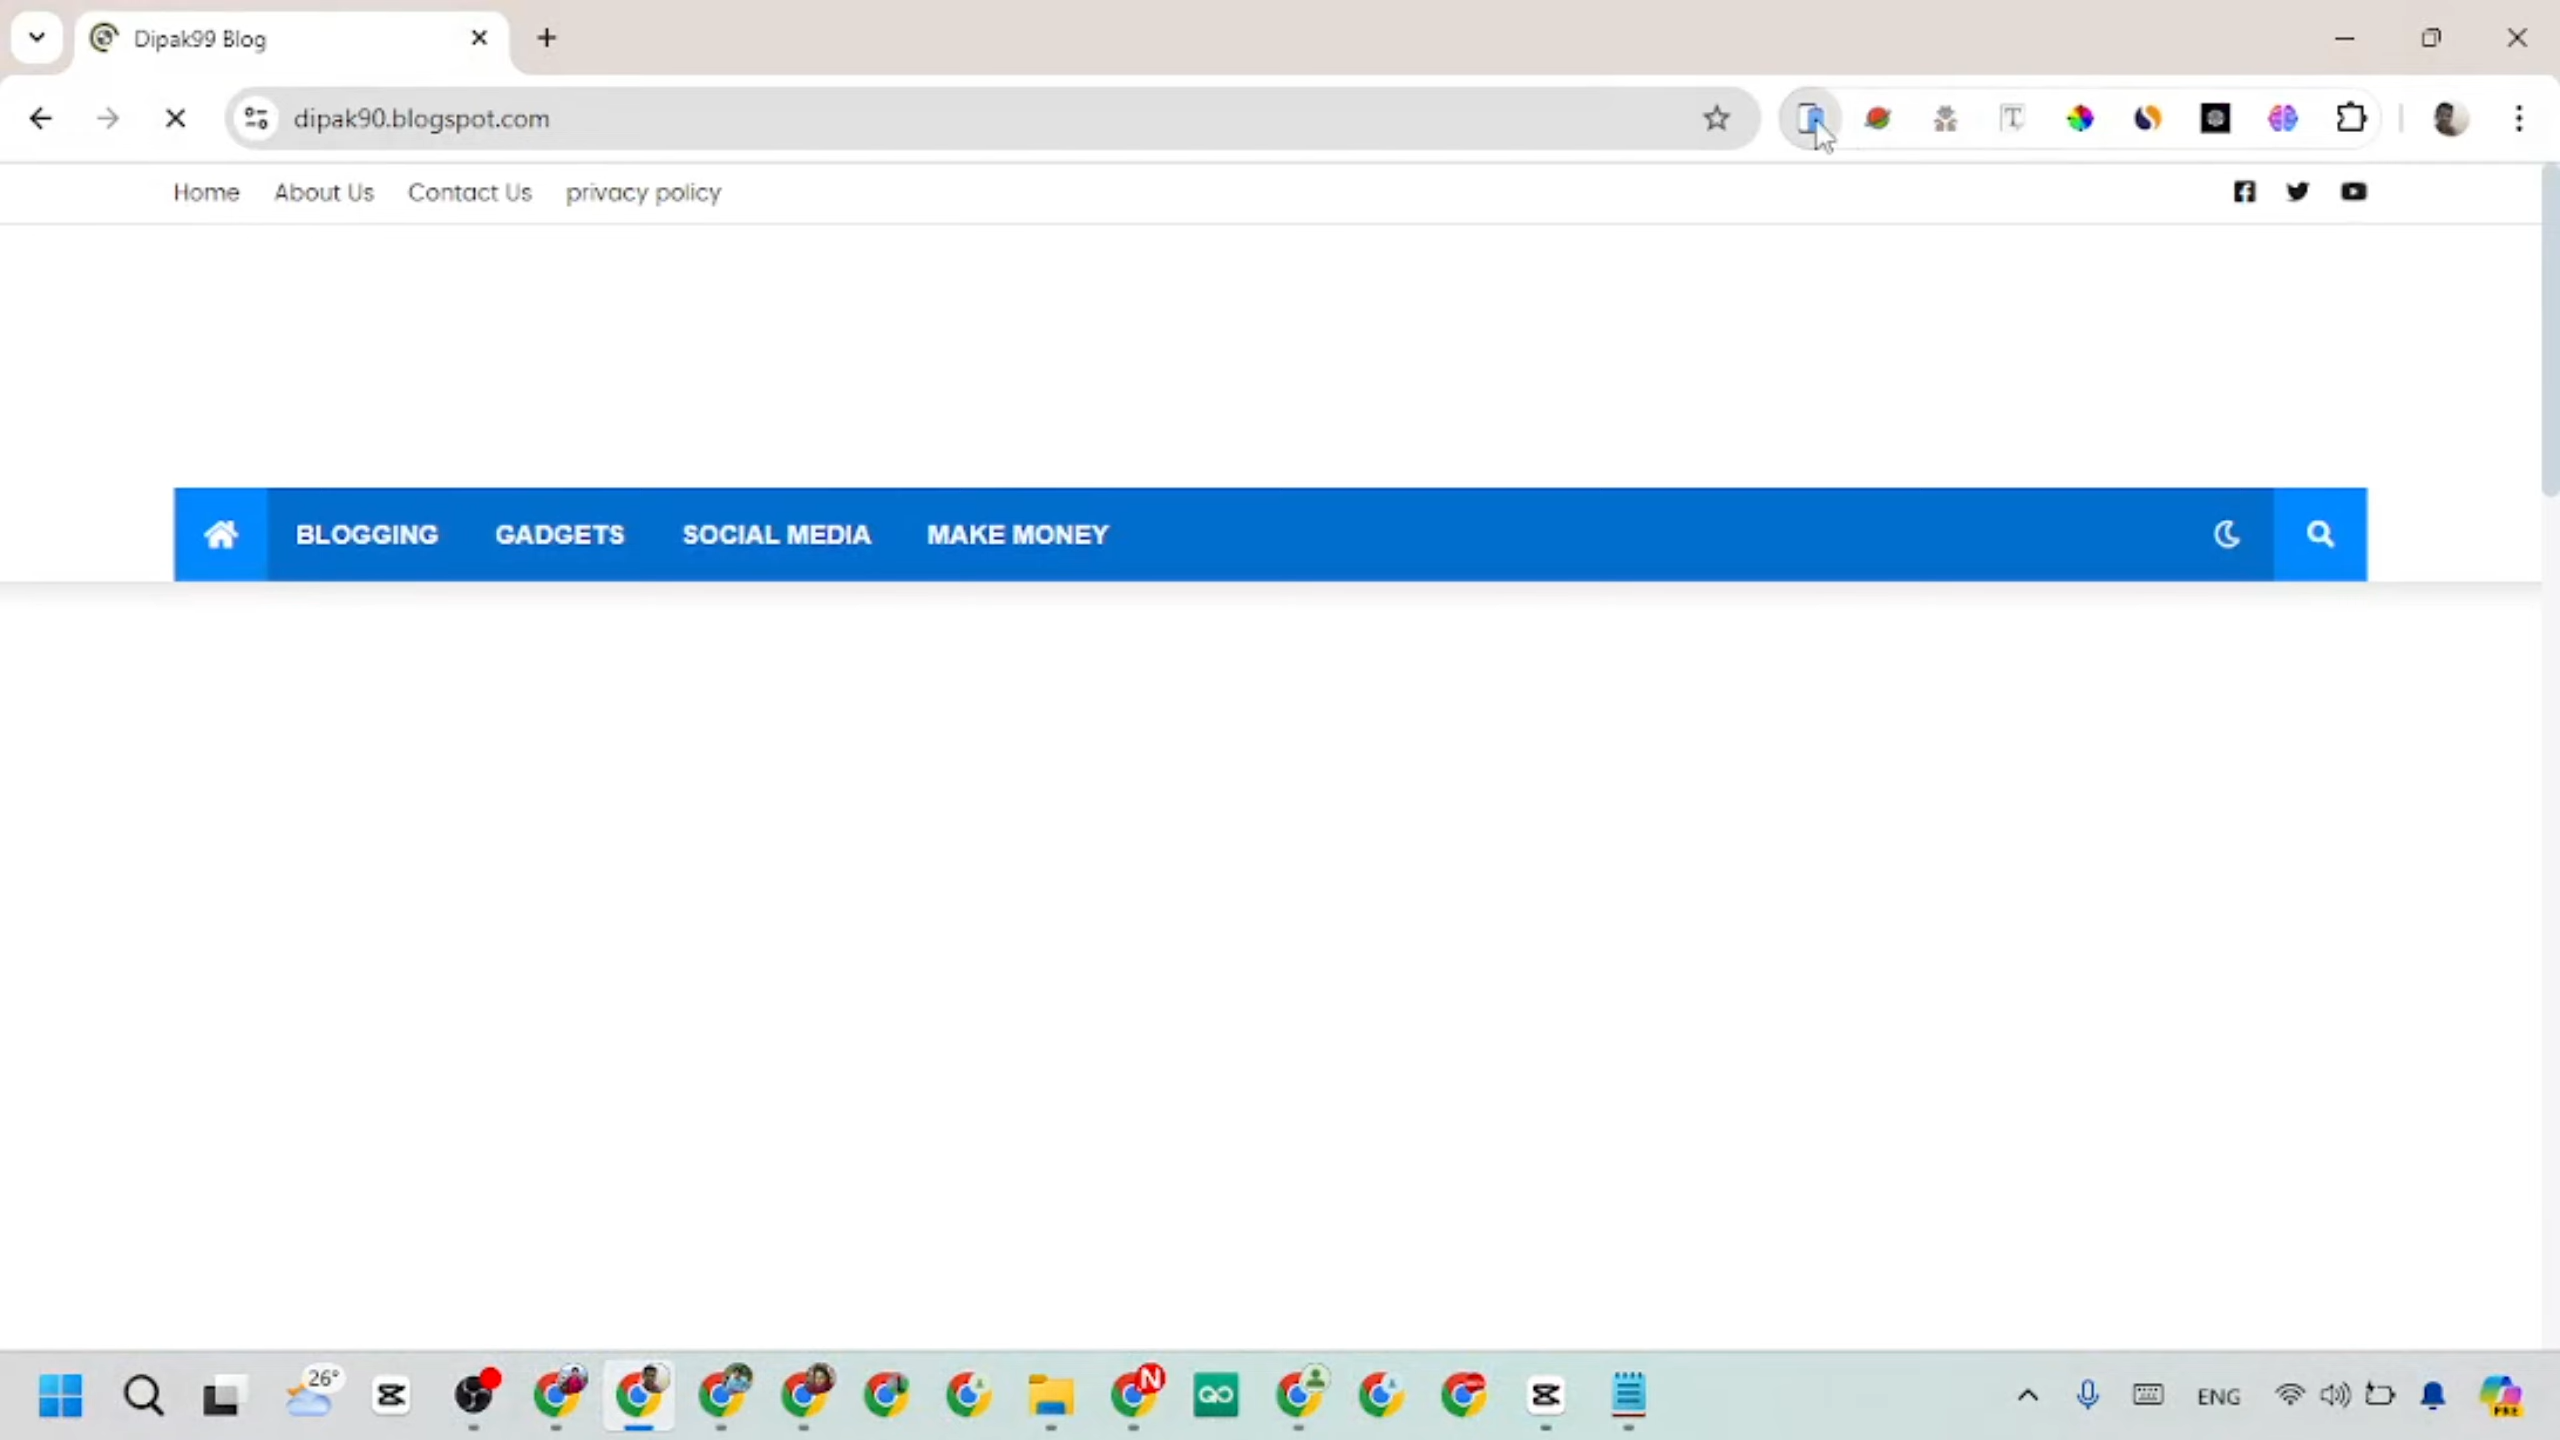 Dipak99 Blog
dipak90.blogspot.com
Home About Us Contact Us privacy policy
BLOGGING GADGETS SOCIAL MEDIA MAKE MONEY
26°
N
ENG
PRE